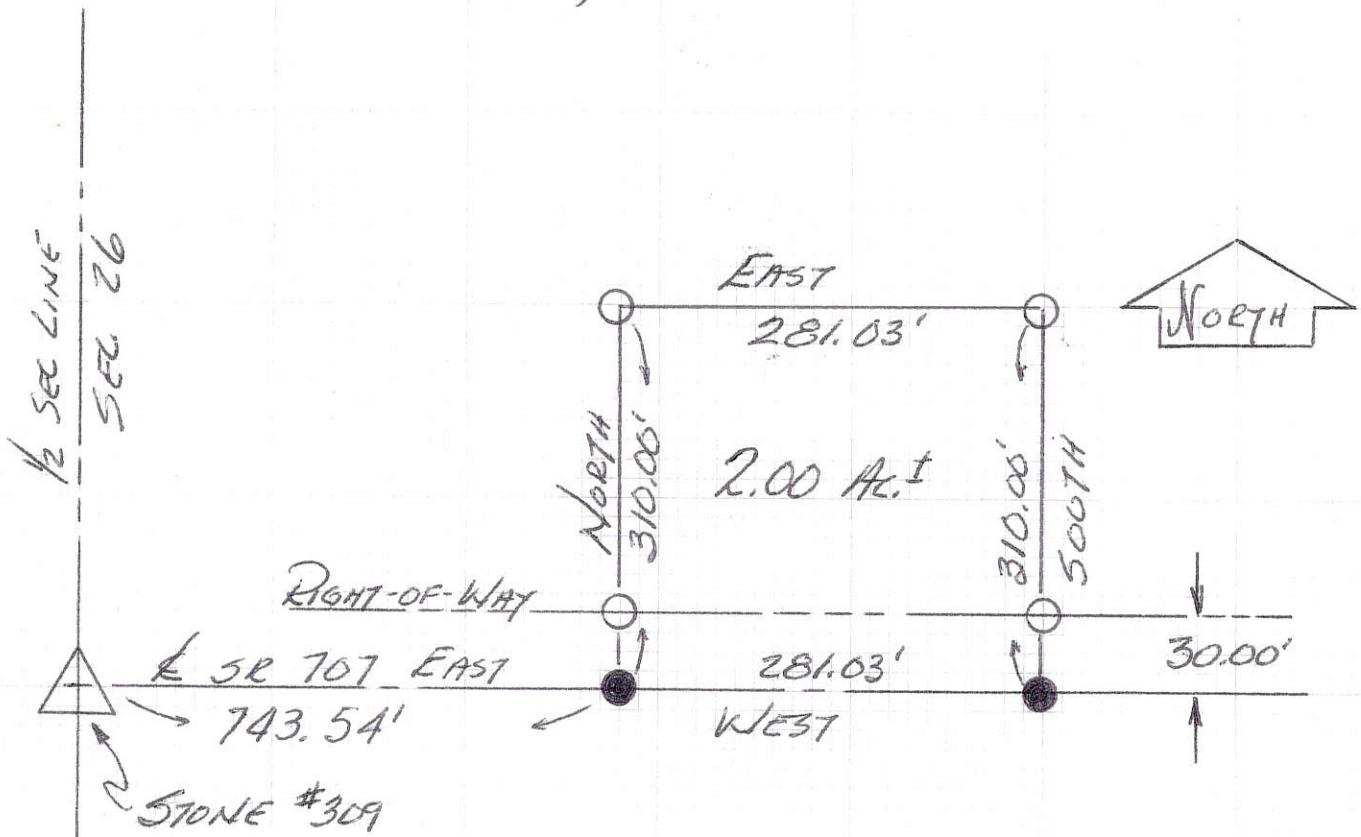 ½ SEC LINE
SEC. 26
EAST
281.03'
NORTH
NORTH
310.00'
2.00 AC.±
310.00'
SOUTH
RIGHT-OF-WAY
℄ SR 707 EAST
281.03'
30.00'
743.54'
WEST
STONE #309